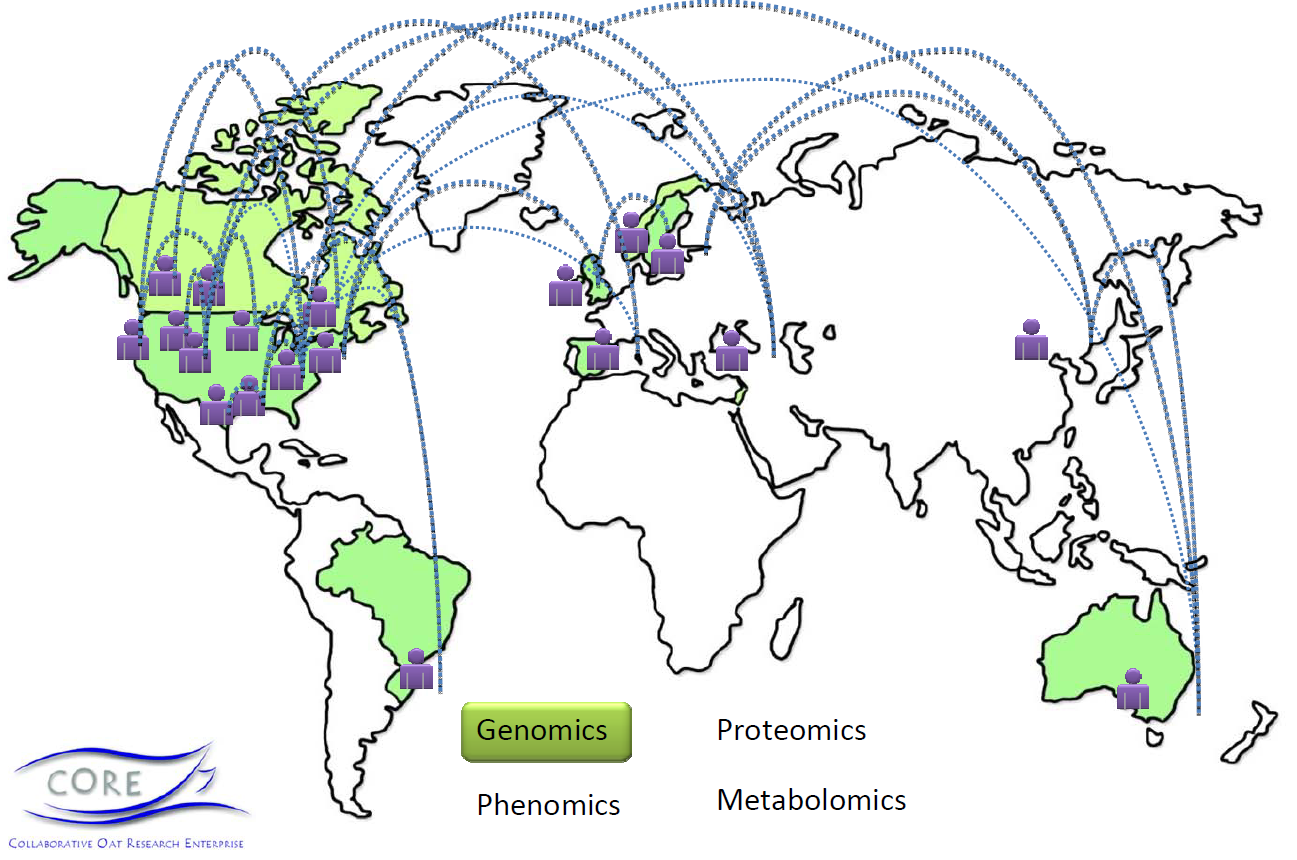 Genomics
Proteomics
Phenomics
Metabolomics
CORE
COLLABORATIVE OAT RESEARCH ENTERPRISE